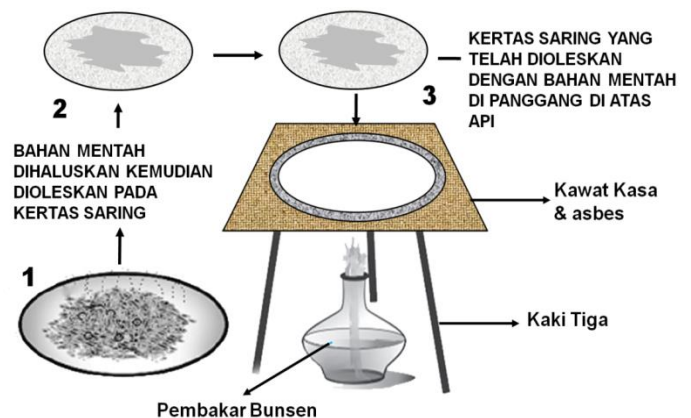 2
3
KERTAS SARING YANG
TELAH DIOLESKAN
DENGAN BAHAN MENTAH
DI PANGGANG DI ATAS
API
BAHAN MENTAH
DIHALUSKAN KEMUDIAN
DIOLESKAN PADA
KERTAS SARING
1
Kawat Kasa
& asbes
Kaki Tiga
Pembakar Bunsen